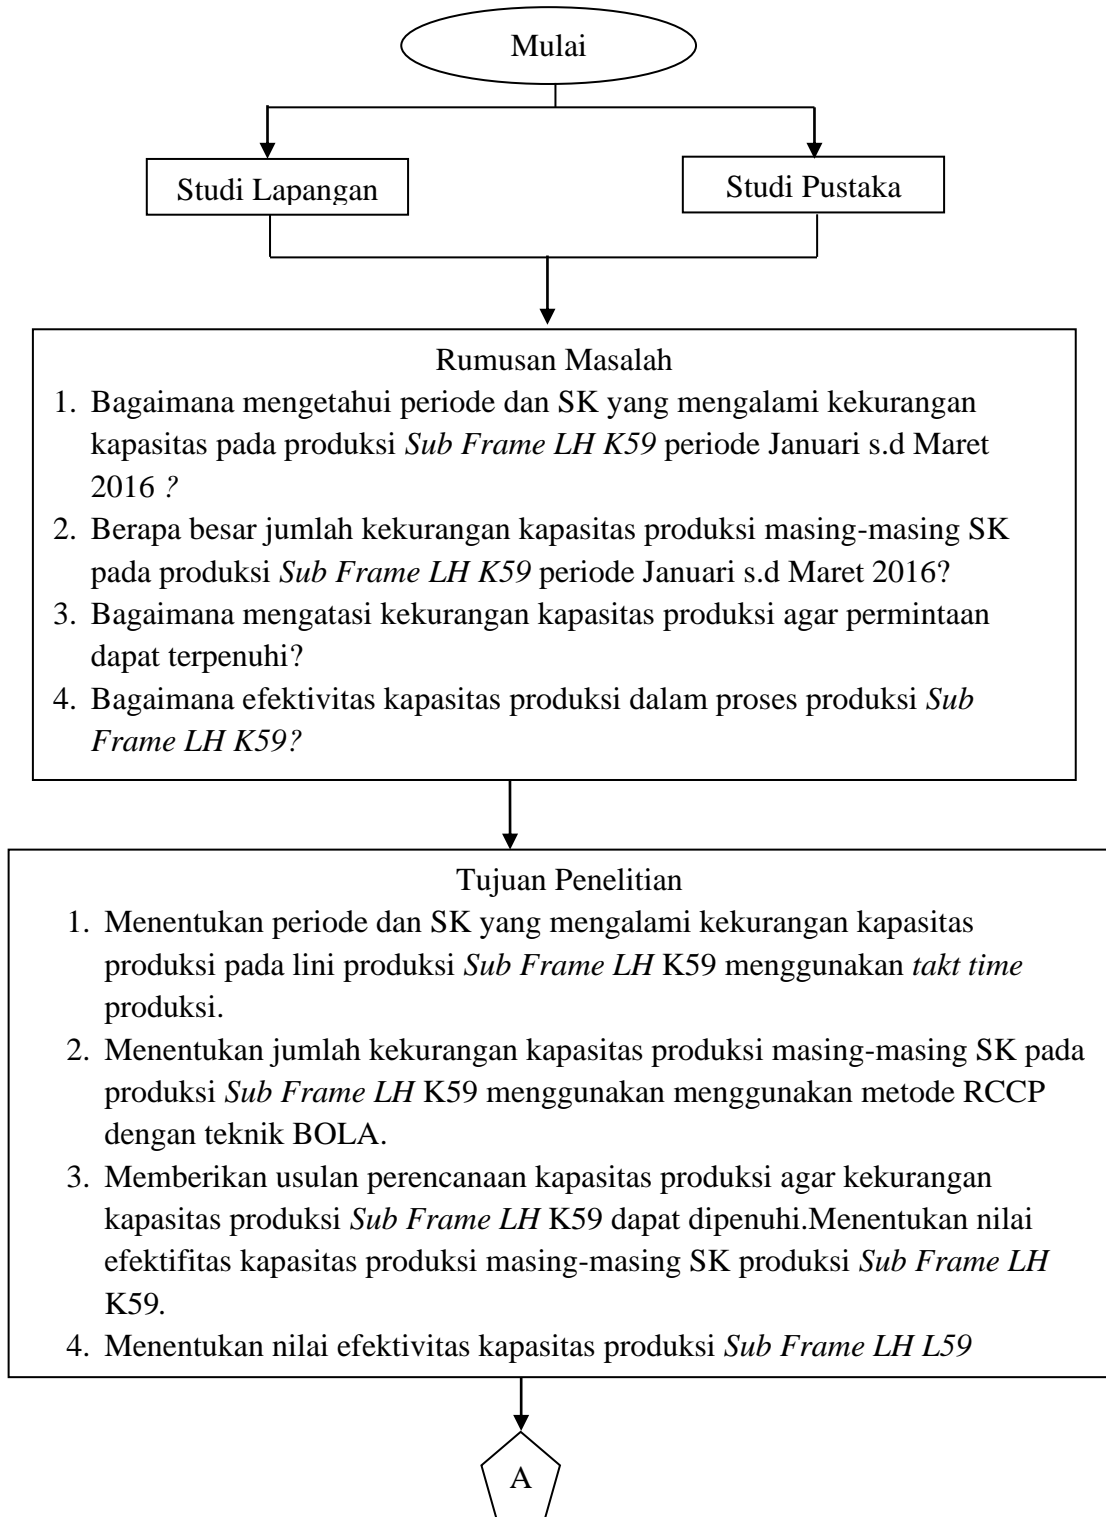 Mulai
Studi Lapangan
Studi Pustaka
Rumusan Masalah
1. Bagaimana mengetahui periode dan SK yang mengalami kekurangan
kapasitas pada produksi Sub Frame LH K59 periode Januari s.d Maret
2016 ?
2. Berapa besar jumlah kekurangan kapasitas produksi masing-masing SK
pada produksi Sub Frame LH K59 periode Januari s.d Maret 2016?
3. Bagaimana mengatasi kekurangan kapasitas produksi agar permintaan
dapat terpenuhi?
4. Bagaimana efektivitas kapasitas produksi dalam proses produksi Sub
Frame LH K59?
Tujuan Penelitian
1. Menentukan periode dan SK yang mengalami kekurangan kapasitas
produksi pada lini produksi Sub Frame LH K59 menggunakan takt time
produksi.
2. Menentukan jumlah kekurangan kapasitas produksi masing-masing SK pada
produksi Sub Frame LH K59 menggunakan menggunakan metode RCCP
dengan teknik BOLA.
3. Memberikan usulan perencanaan kapasitas produksi agar kekurangan
kapasitas produksi Sub Frame LH K59 dapat dipenuhi.Menentukan nilai
efektifitas kapasitas produksi masing-masing SK produksi Sub Frame LH
K59.
4. Menentukan nilai efektivitas kapasitas produksi Sub Frame LH L59
A